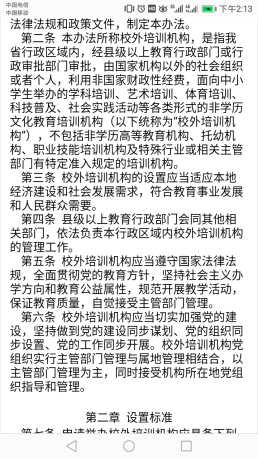 中国电信
中国移动
下午2:13
法律法规和政策文件，制定本办法。
第二条 本办法所称校外培训机构，是指我
省行政区域内，经县级以上教育行政部门或行
政审批部门审批，由国家机构以外的社会组织
或者个人，利用非国家财政性经费，面向中小
学生举办的学科培训、艺术培训、体育培训、
科技普及、社会实践活动等各类形式的非学历
文化教育培训机构（以下统称为"校外培训机
构"），不包括非学历高等教育机构、托幼机
构、职业技能培训机构及特殊行业或相关主管
部门有特定准入规定的培训机构。
第三条 校外培训机构的设置应当适应本地
经济建设和社会发展需求，符合教育事业发展
和人民群众需要。
第四条 县级以上教育行政部门会同其他相
关部门，依法负责本行政区域内校外培训机构
的管理工作。
第五条 校外培训机构应当遵守国家法律法
规，全面贯彻党的教育方针，坚持社会主义办
学方向和教育公益属性，规范开展教学活动，
保证教育质量，自觉接受主管部门管理。
第六条 校外培训机构应当切实加强党的建
设，坚持做到党的建设同步谋划、党的组织同
步设置、党的工作同步开展。校外培训机构党
组织实行主管部门管理与属地管理相结合，以
主管部门管理为主，同时接受机构所在地党组
织指导和管理。
第二章 设置标准
第七条 申请举办校外培训机构应具备下列